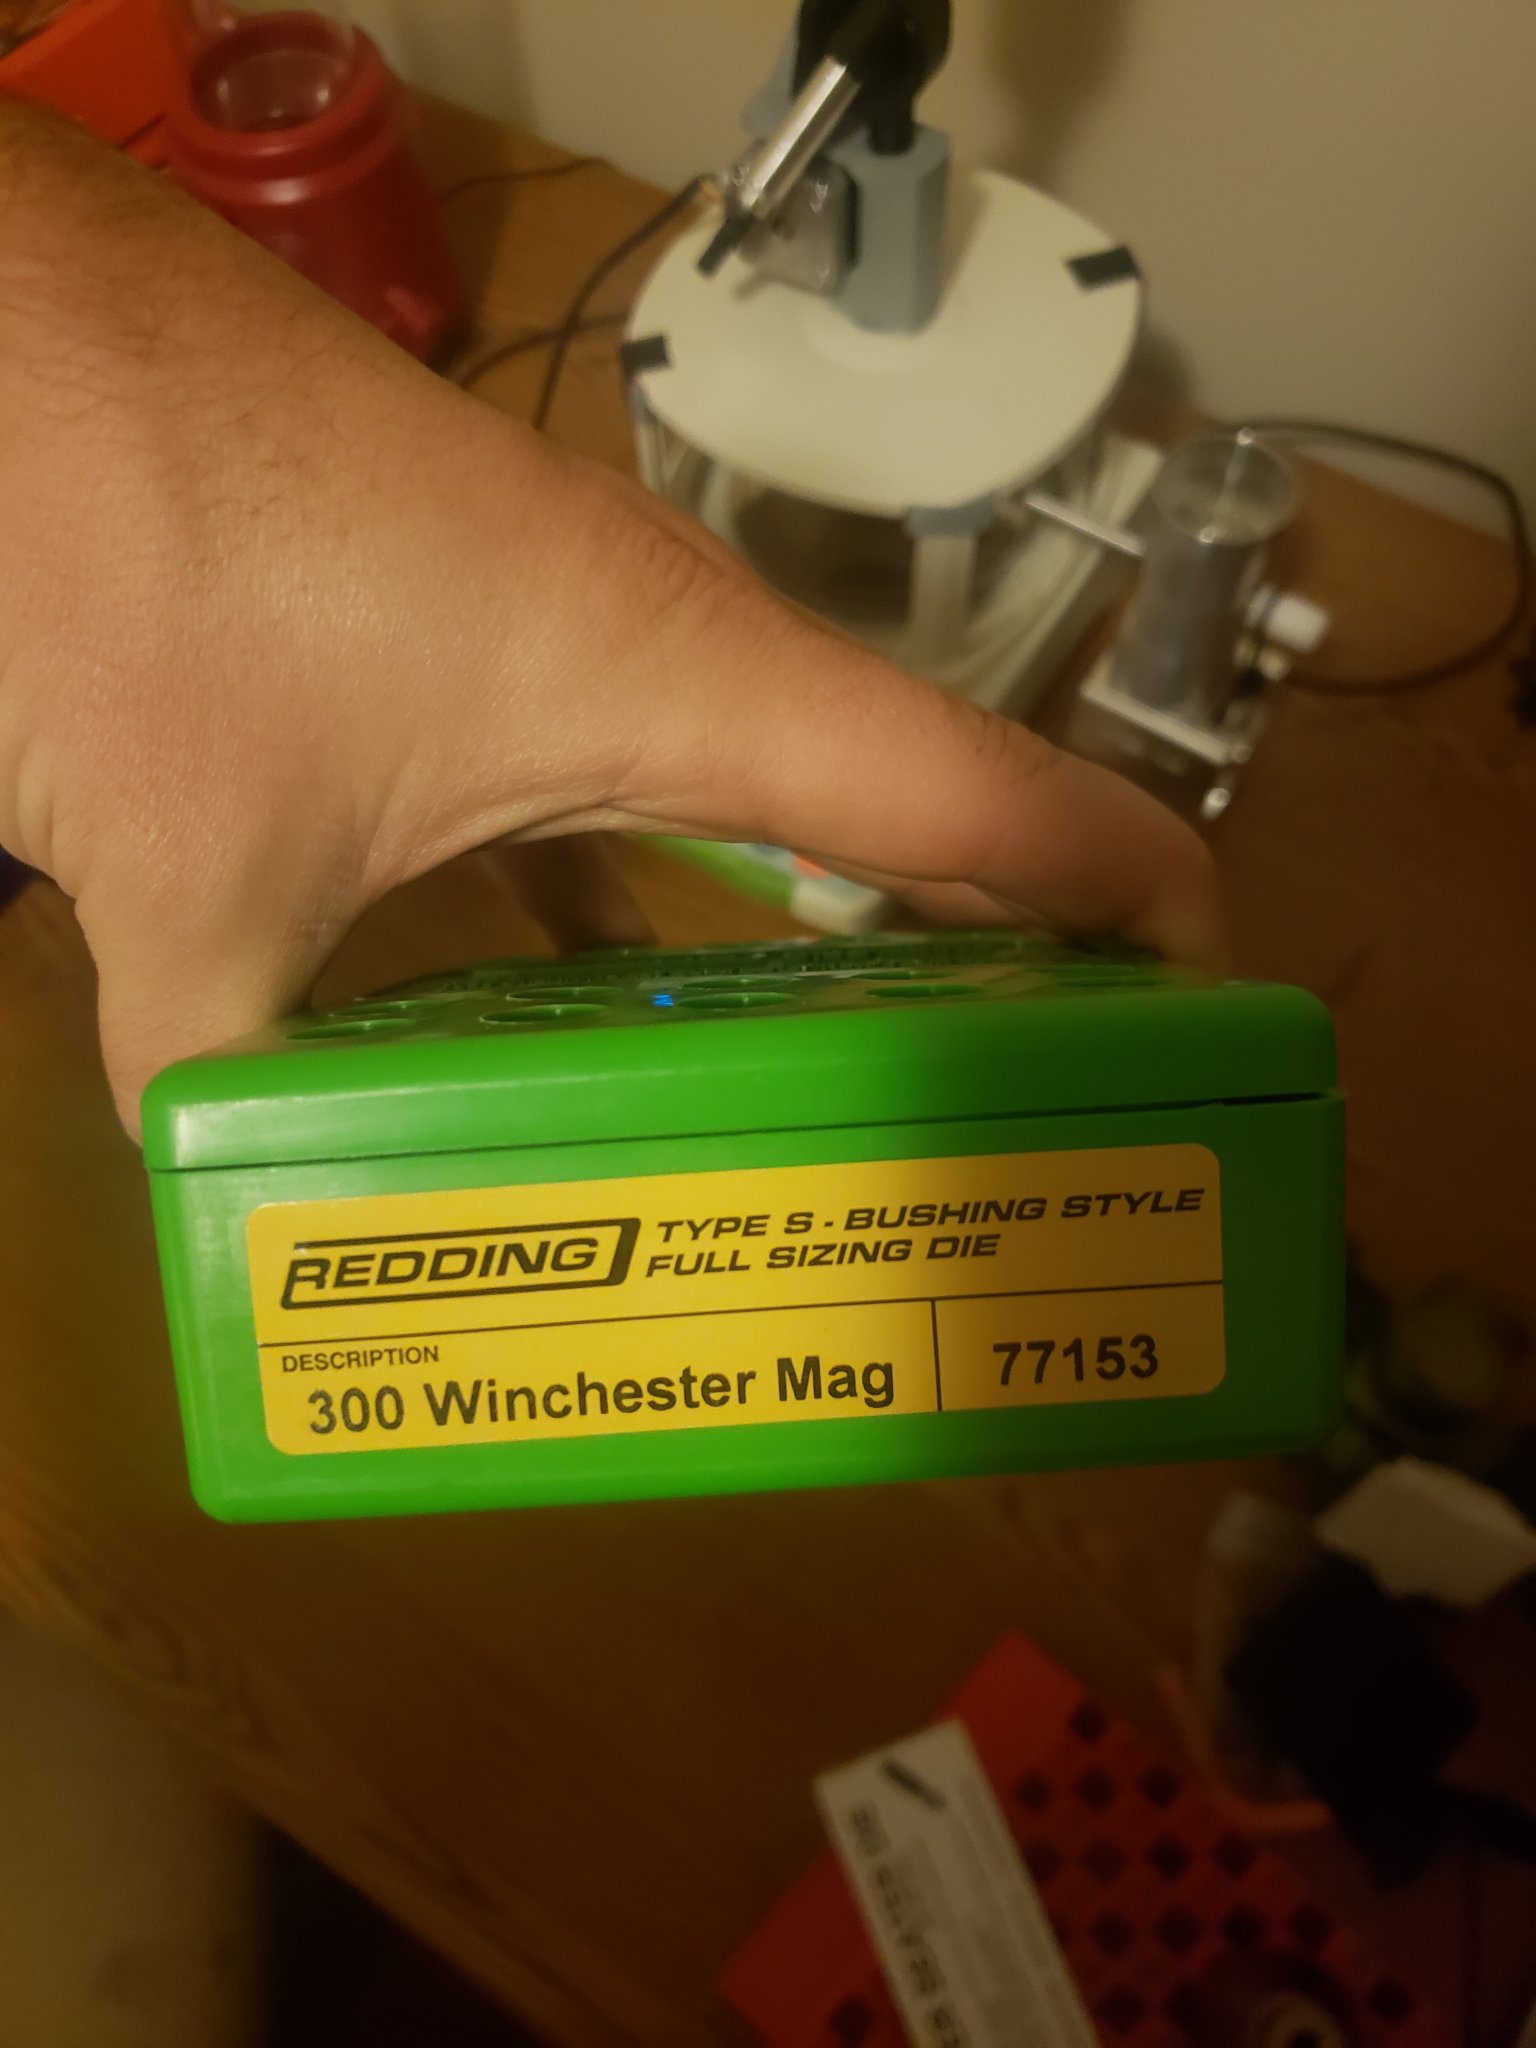 REDDING
TYPE S - BUSHING STYLE
FULL SIZING DIE
DESCRIPTION
300 Winchester Mag
77153